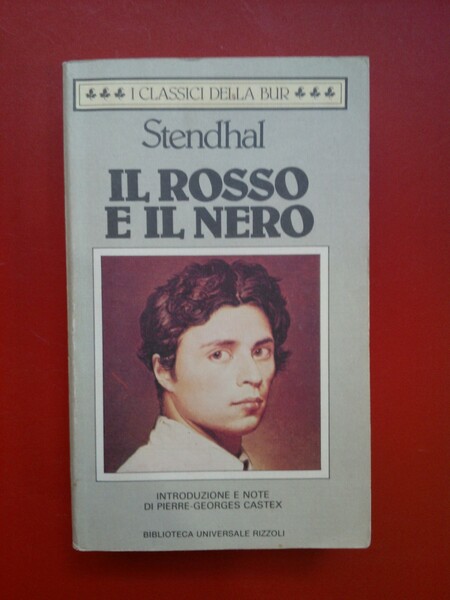 I CLASSICI DELLA BUR
Stendhal
IL ROSSO
E IL NERO
INTRODUZIONE E NOTE
DI PIERRE-GEORGES CASTEX
BIBLIOTECA UNIVERSALE RIZZOLI